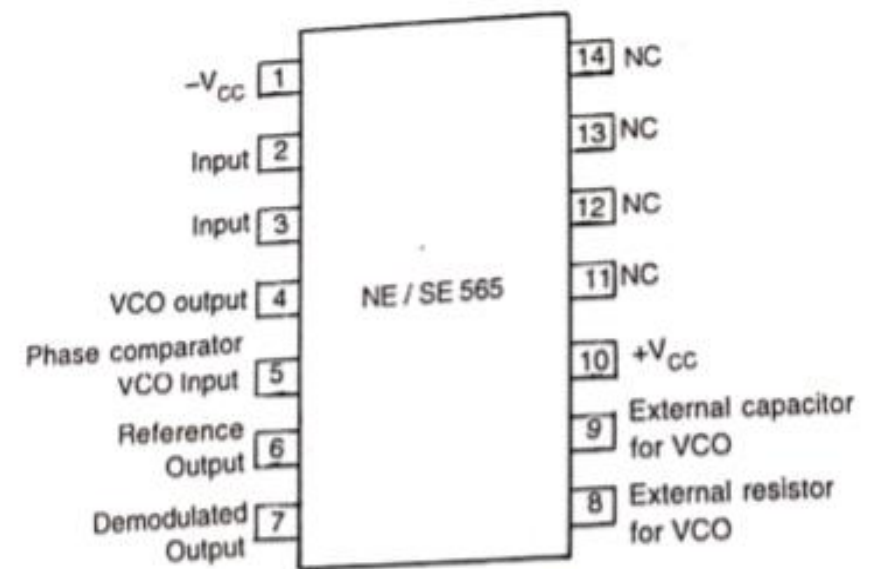 -VCC 1
Input 2
Input 3
VCO output 4
Phase comparator
VCO Input 5
Reference
Output 6
Demodulated
Output 7
NE / SE 565
14 NC
13 NC
12 NC
11 NC
10 +VCC
9 External capacitor
for VCO
8 External resistor
for VCO